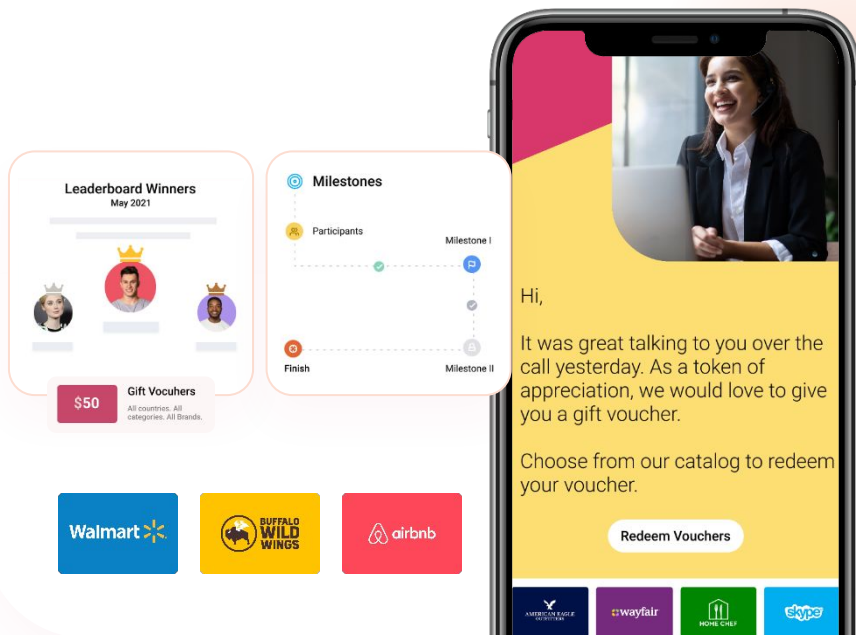 Leaderboard Winners
May 2021
$50
Gift Vocuhers
All countries. All
categories. All Brands.
Milestones
Participants
Milestone I
Finish
Milestone II
Walmart
BUFFALO
WILD
WINGS
airbnb
Hi,
It was great talking to you over the
call yesterday. As a token of
appreciation, we would love to give
you a gift voucher.
Choose from our catalog to redeem
your voucher.
Redeem Vouchers
AMERICAN EAGLE
OUTFITTERS
wayfair
HOME CHEF
skype